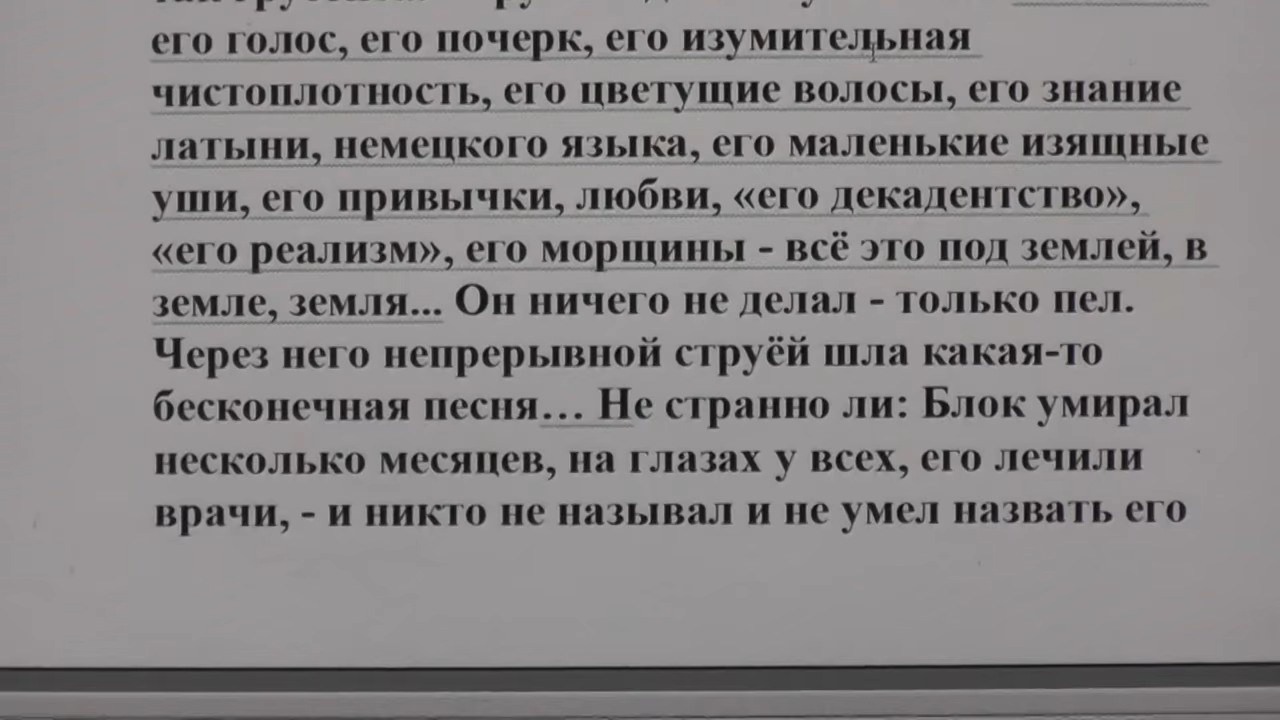 его голос, его почерк, его изумительная
чистоплотность, его цветущие волосы, его знание
латыни, немецкого языка, его маленькие изящные
уши, его привычки, любви, «его декадентство»,
«его реализм», его морщины - всё это под землей, в
земле, земля... Он ничего не делал - только пел.
Через него непрерывной струёй шла какая-то
бесконечная песня… Не странно ли: Блок умирал
несколько месяцев, на глазах у всех, его лечили
врачи, - и никто не называл и не умел назвать его